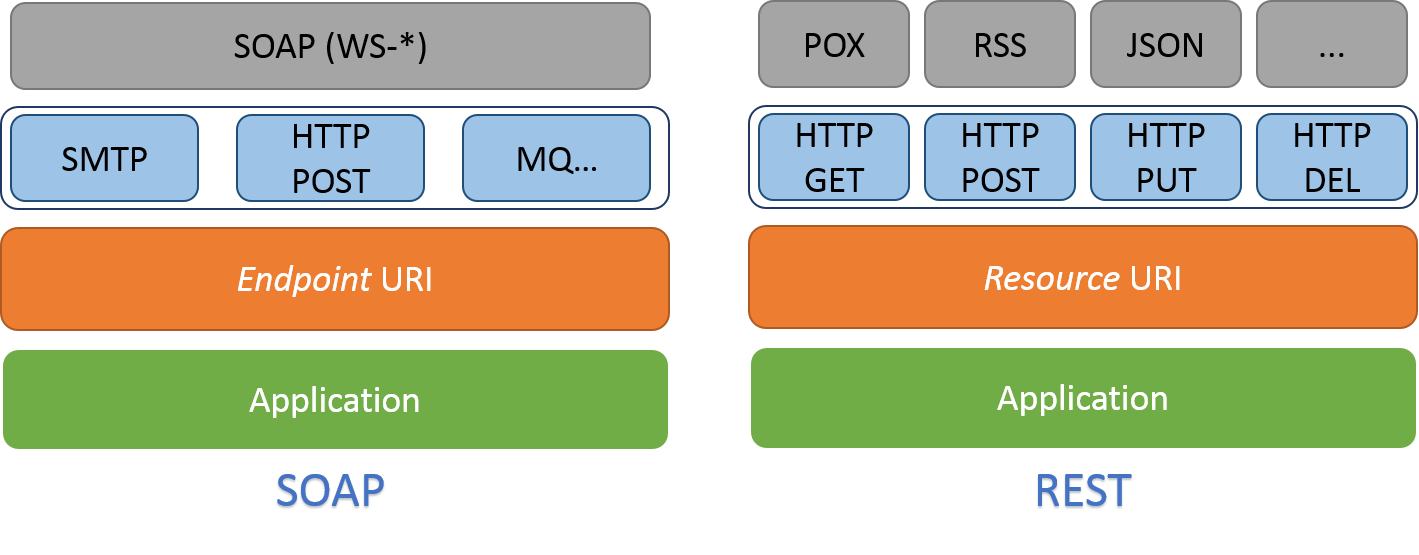 SOAP (WS-*)
SMTP
HTTP
POST
MQ...
Endpoint URI
Application
SOAP
POX
RSS
JSON
...
HTTP
GET
HTTP
POST
HTTP
PUT
HTTP
DEL
Resource URI
Application
REST